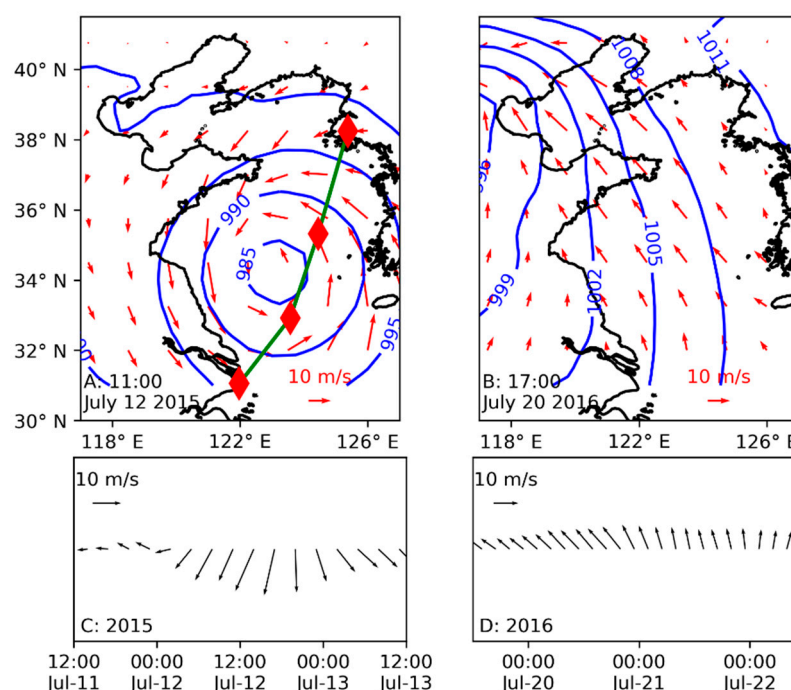 40° N
38° N
36° N
34° N
32° N
30° N
990
985
995
A: 11:00
July 12 2015
10 m/s
118° E
122° E
126° E
1008
1011
1005
1002
999
B: 17:00
July 20 2016
10 m/s
118° E
122° E
126° E
10 m/s
C: 2015
12:00
Jul-11
00:00
Jul-12
12:00
Jul-12
00:00
Jul-13
12:00
Jul-13
10 m/s
D: 2016
00:00
Jul-20
00:00
Jul-21
00:00
Jul-22